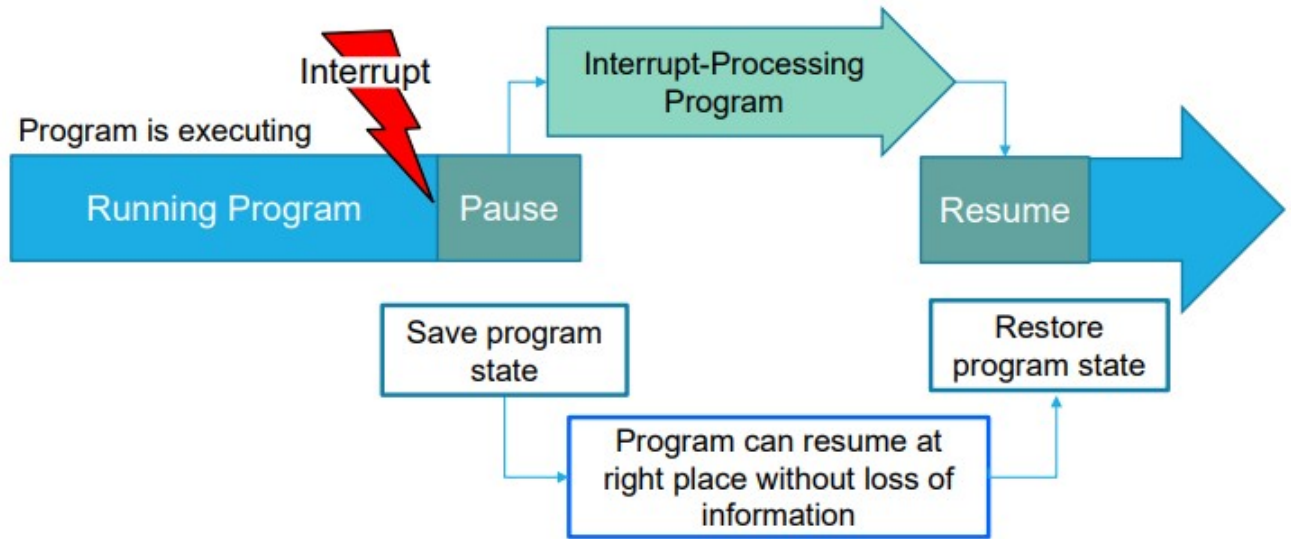 Interrupt
Interrupt-Processing
Program
Program is executing
Running Program
Pause
Resume
Save program
state
Restore
program state
Program can resume at
right place without loss of
information